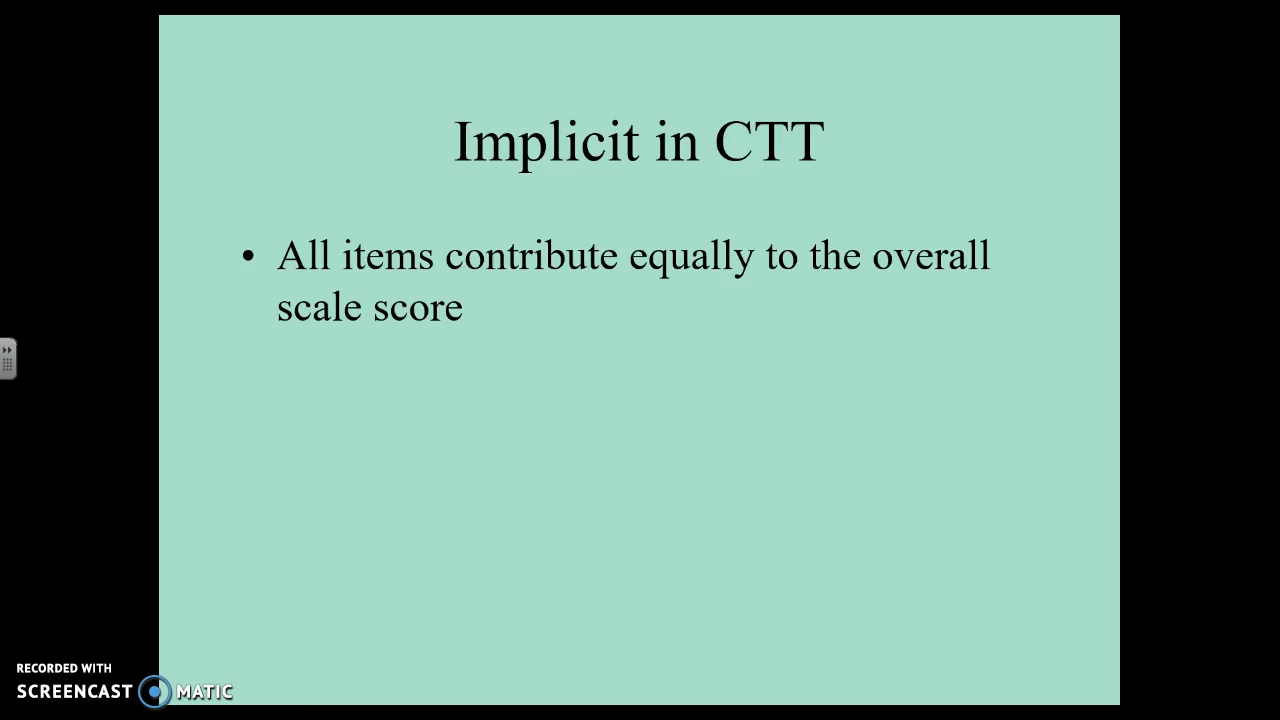 Implicit in CTT
• All items contribute equally to the overall
scale score
RECORDED WITH
SCREENCAST MATIC